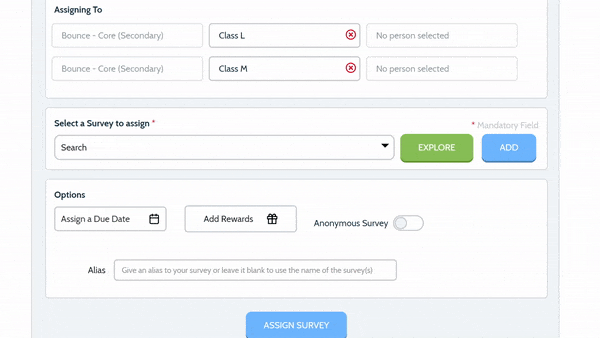 Assigning To
Bounce - Core (Secondary) Class L No person selected
Bounce - Core (Secondary) Class M No person selected
Select a Survey to assign * * Mandatory Field
Search EXPLORE ADD
Options
Assign a Due Date Add Rewards Anonymous Survey
Alias Give an alias to your survey or leave it blank to use the name of the survey(s)
ASSIGN SURVEY